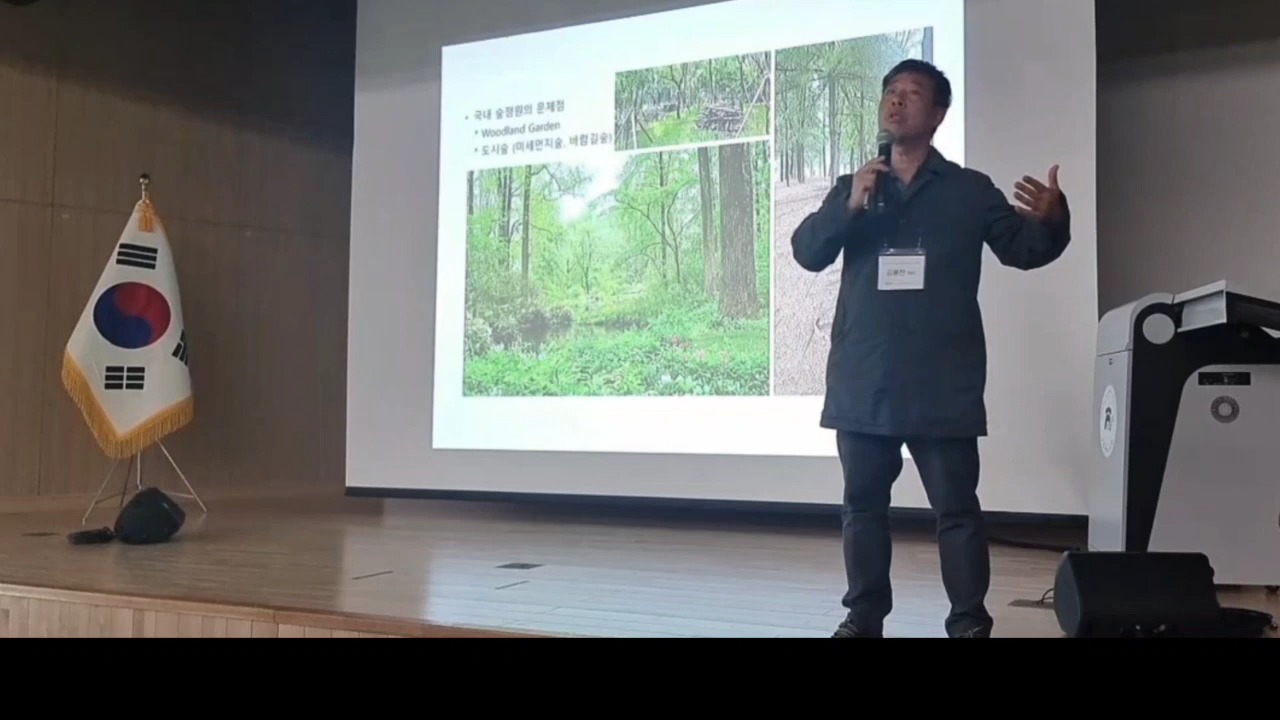 • 국내 숲정원의 문제점
* Woodland Garden
* 도시숲 (미세먼지숲, 바람길숲)